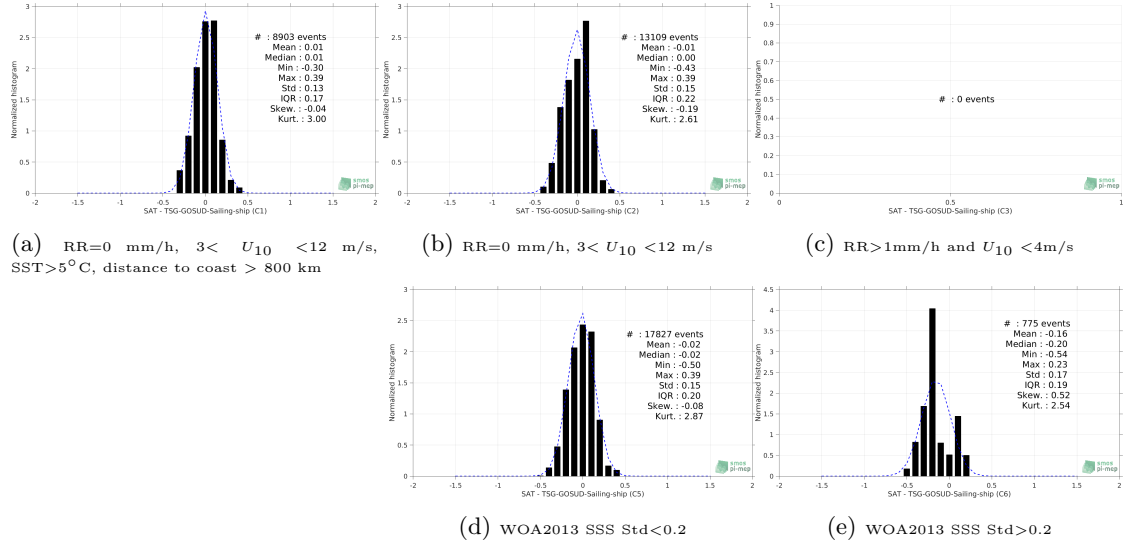 3
2.5
2
1.5
1
0.5
0
-2
-1.5
-1
-0.5
0
0.5
1
1.5
2
Normalized histogram
SAT - TSG-GOSUD-Sailing-ship (C1)
# : 8903 events
Mean : 0.01
Median : 0.01
Min : -0.30
Max : 0.39
Std : 0.13
IQR : 0.17
Skew. : -0.04
Kurt. : 3.00
smos
pi-mep
3
2.5
2
1.5
1
0.5
0
-2
-1.5
-1
-0.5
0
0.5
1
1.5
2
Normalized histogram
SAT - TSG-GOSUD-Sailing-ship (C2)
# : 13109 events
Mean : -0.01
Median : 0.00
Min : -0.43
Max : 0.39
Std : 0.15
IQR : 0.22
Skew. : -0.19
Kurt. : 2.61
smos
pi-mep
1
0.9
0.8
0.7
0.6
0.5
0.4
0.3
0.2
0.1
0
0
0.5
1
Normalized histogram
SAT - TSG-GOSUD-Sailing-ship (C3)
# : 0 events
smos
pi-mep
(a) RR=0 mm/h, 3< U10 <12 m/s,
SST>5°C, distance to coast > 800 km
(b) RR=0 mm/h, 3< U10 <12 m/s
(c) RR>1mm/h and U10 <4m/s
3
2.5
2
1.5
1
0.5
0
-2
-1.5
-1
-0.5
0
0.5
1
1.5
2
Normalized histogram
SAT - TSG-GOSUD-Sailing-ship (C5)
# : 17827 events
Mean : -0.02
Median : -0.02
Min : -0.50
Max : 0.39
Std : 0.15
IQR : 0.20
Skew. : -0.08
Kurt. : 2.87
smos
pi-mep
4.5
4
3.5
3
2.5
2
1.5
1
0.5
0
-2
-1.5
-1
-0.5
0
0.5
1
1.5
2
Normalized histogram
SAT - TSG-GOSUD-Sailing-ship (C6)
# : 775 events
Mean : -0.16
Median : -0.20
Min : -0.54
Max : 0.23
Std : 0.17
IQR : 0.19
Skew. : 0.52
Kurt. : 2.54
smos
pi-mep
(d) WOA2013 SSS Std<0.2
(e) WOA2013 SSS Std>0.2